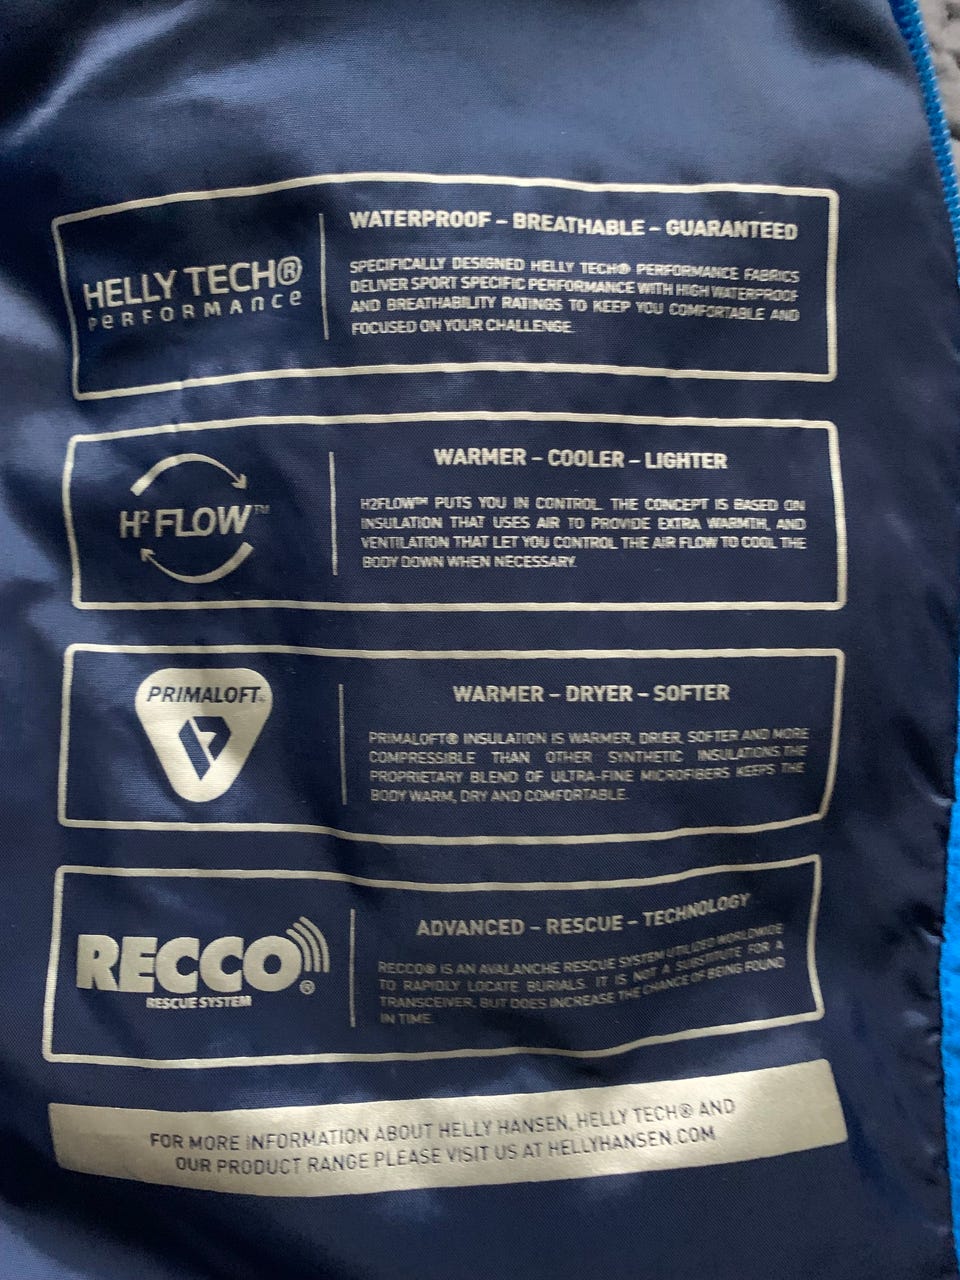 HELLY TECH®
PERFORMANCE
WATERPROOF – BREATHABLE – GUARANTEED
SPECIFICALLY DESIGNED HELLY TECH® PERFORMANCE FABRICS
DELIVER SPORT SPECIFIC PERFORMANCE WITH HIGH WATERPROOF
AND BREATHABILITY RATINGS TO KEEP YOU COMFORTABLE AND
FOCUSED ON YOUR CHALLENGE.
H² FLOW™
WARMER – COOLER – LIGHTER
H2FLOW™ PUTS YOU IN CONTROL. THE CONCEPT IS BASED ON
INSULATION THAT USES AIR TO PROVIDE EXTRA WARMTH, AND
VENTILATION THAT LET YOU CONTROL THE AIR FLOW TO COOL THE
BODY DOWN WHEN NECESSARY.
PRIMALOFT®
WARMER – DRYER – SOFTER
PRIMALOFT® INSULATION IS WARMER, DRIER, SOFTER AND MORE
COMPRESSIBLE THAN OTHER SYNTHETIC INSULATIONS. THE
PROPRIETARY BLEND OF ULTRA-FINE MICROFIBERS KEEPS THE
BODY WARM, DRY AND COMFORTABLE.
RECCO®
RESCUE SYSTEM
ADVANCED – RESCUE – TECHNOLOGY
RECCO® IS AN AVALANCHE RESCUE SYSTEM UTILIZED WORLDWIDE
TO RAPIDLY LOCATE BURIALS. IT IS NOT A SUBSTITUTE FOR A
TRANSCEIVER, BUT DOES INCREASE THE CHANCE OF BEING FOUND
IN TIME.
FOR MORE INFORMATION ABOUT HELLY HANSEN, HELLY TECH® AND
OUR PRODUCT RANGE PLEASE VISIT US AT HELLYHANSEN.COM